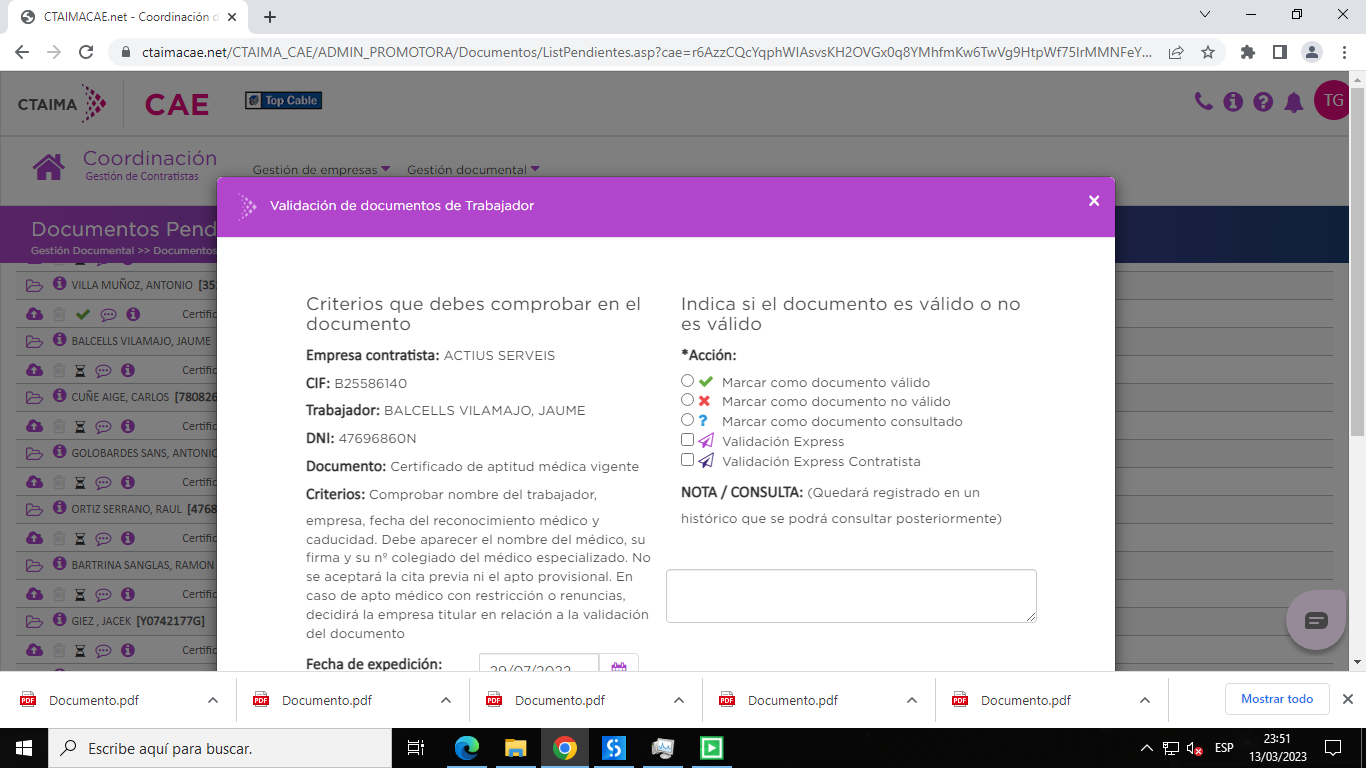 CTAIMACAE.net - Coordinación d
ctaimacae.net/CTAIMA_CAE/ADMIN_PROMOTORA/Documentos/ListPendientes.asp?cae=r6AzzCQcYqphWIAsvsKH2OVGx0q8YMhfmKw6TwVg9HtpWf75IrMMNFeY...
CTAIMA
CAE
Top Cable
TG
Coordinación
Gestión de Contratistas
Gestión de empresas
Gestión documental
Documentos Pend
Gestión Documental >> Documentos
VILLA MUÑOZ, ANTONIO [35
Certific
BALCELLS VILAMAJO, JAUME
Certific
CUÑE AIGE, CARLOS [780826
Certific
GOLOBARDES SANS, ANTONIO
Certific
ORTIZ SERRANO, RAUL [4768
Certific
BARTRINA SANGLAS, RAMON
Certific
GIEZ , JACEK [Y0742177G]
Certific
Validación de documentos de Trabajador
×
Criterios que debes comprobar en el
documento
Empresa contratista: ACTIUS SERVEIS
CIF: B25586140
Trabajador: BALCELLS VILAMAJO, JAUME
DNI: 47696860N
Documento: Certificado de aptitud médica vigente
Criterios: Comprobar nombre del trabajador,
empresa, fecha del reconocimiento médico y
caducidad. Debe aparecer el nombre del médico, su
firma y su nº colegiado del médico especializado. No
se aceptará la cita previa ni el apto provisional. En
caso de apto médico con restricción o renuncias,
decidirá la empresa titular en relación a la validación
del documento
Fecha de expedición:
29/07/2022
Indica si el documento es válido o no
es válido
*Acción:
Marcar como documento válido
Marcar como documento no válido
? Marcar como documento consultado
Validación Express
Validación Express Contratista
NOTA / CONSULTA: (Quedará registrado en un
histórico que se podrá consultar posteriormente)
PDF Documento.pdf
PDF Documento.pdf
PDF Documento.pdf
PDF Documento.pdf
PDF Documento.pdf
Mostrar todo
Escribe aquí para buscar.
ESP
23:51
13/03/2023